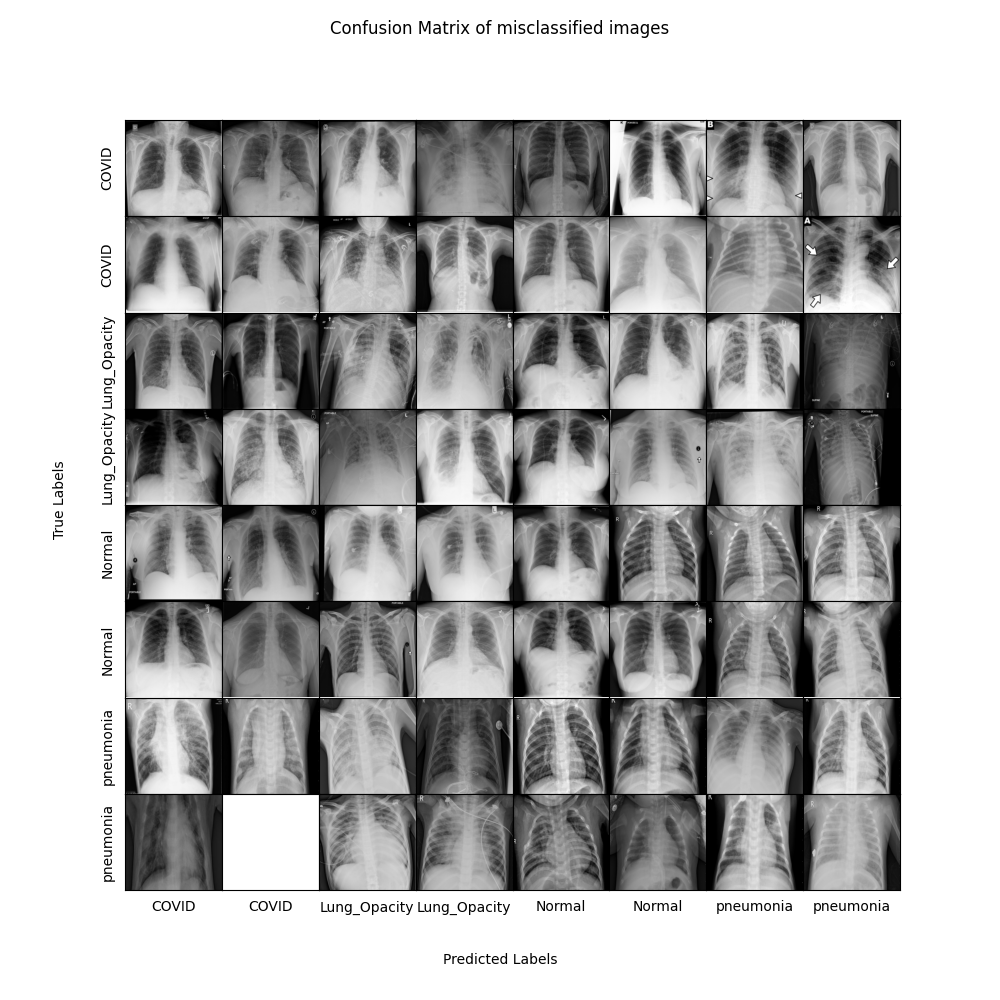 Confusion Matrix of misclassified images
B
COVID
A
COVID
Lung_Opacity
Lung_Opacity
True Labels
R
R
R
Normal
R
Normal
R
R
R
R
pneumonia
R
R
R
pneumonia
COVID COVID Lung_Opacity Lung_Opacity Normal Normal pneumonia pneumonia
Predicted Labels